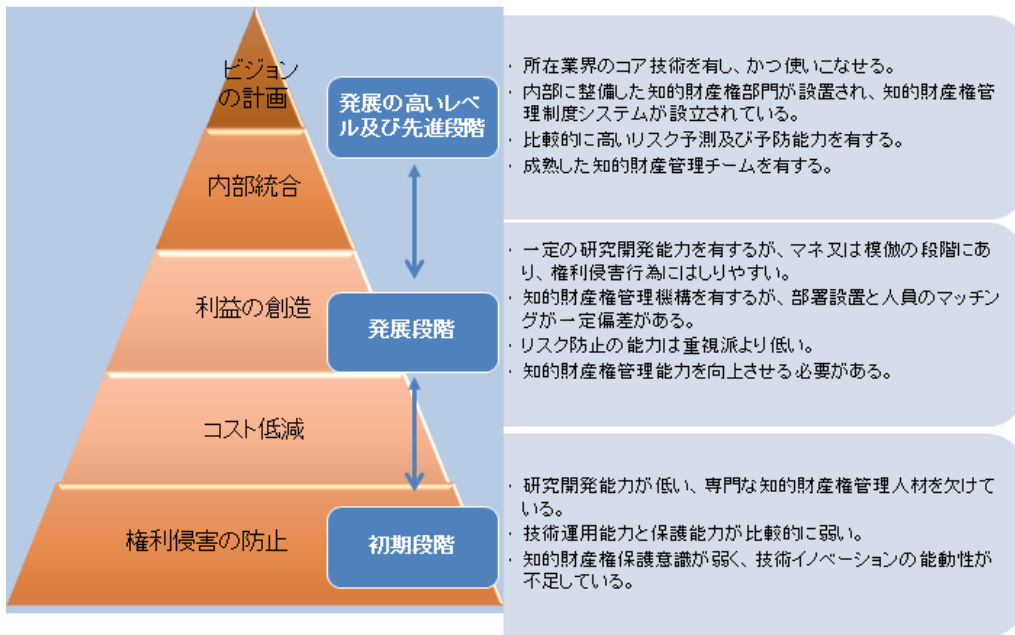 ビジョン
の計画
内部統合
利益の創造
コスト低減
権利侵害の防止
発展の高いレベ
ル及び先進段階
発展段階
初期段階
・所在業界のコア技術を有し、かつ使いこなせる。
・内部に整備した知的財産権部門が設置され、知的財産権管
理制度システムが設立されている。
・比較的に高いリスク予測及び予防能力を有する。
・成熟した知的財産管理チームを有する。
・一定の研究開発能力を有するが、マネ又は模倣の段階にあ
り、権利侵害行為にはしりやすい。
・知的財産権管理機構を有するが、部署設置と人員のマッチン
グが一定偏差がある。
・リスク防止の能力は重視派より低い。
・知的財産権管理能力を向上させる必要がある。
・研究開発能力が低い、専門な知的財産権管理人材を欠けて
いる。
・技術運用能力と保護能力が比較的に弱い。
・知的財産権保護意識が弱く、技術イノベーションの能動性が
不足している。